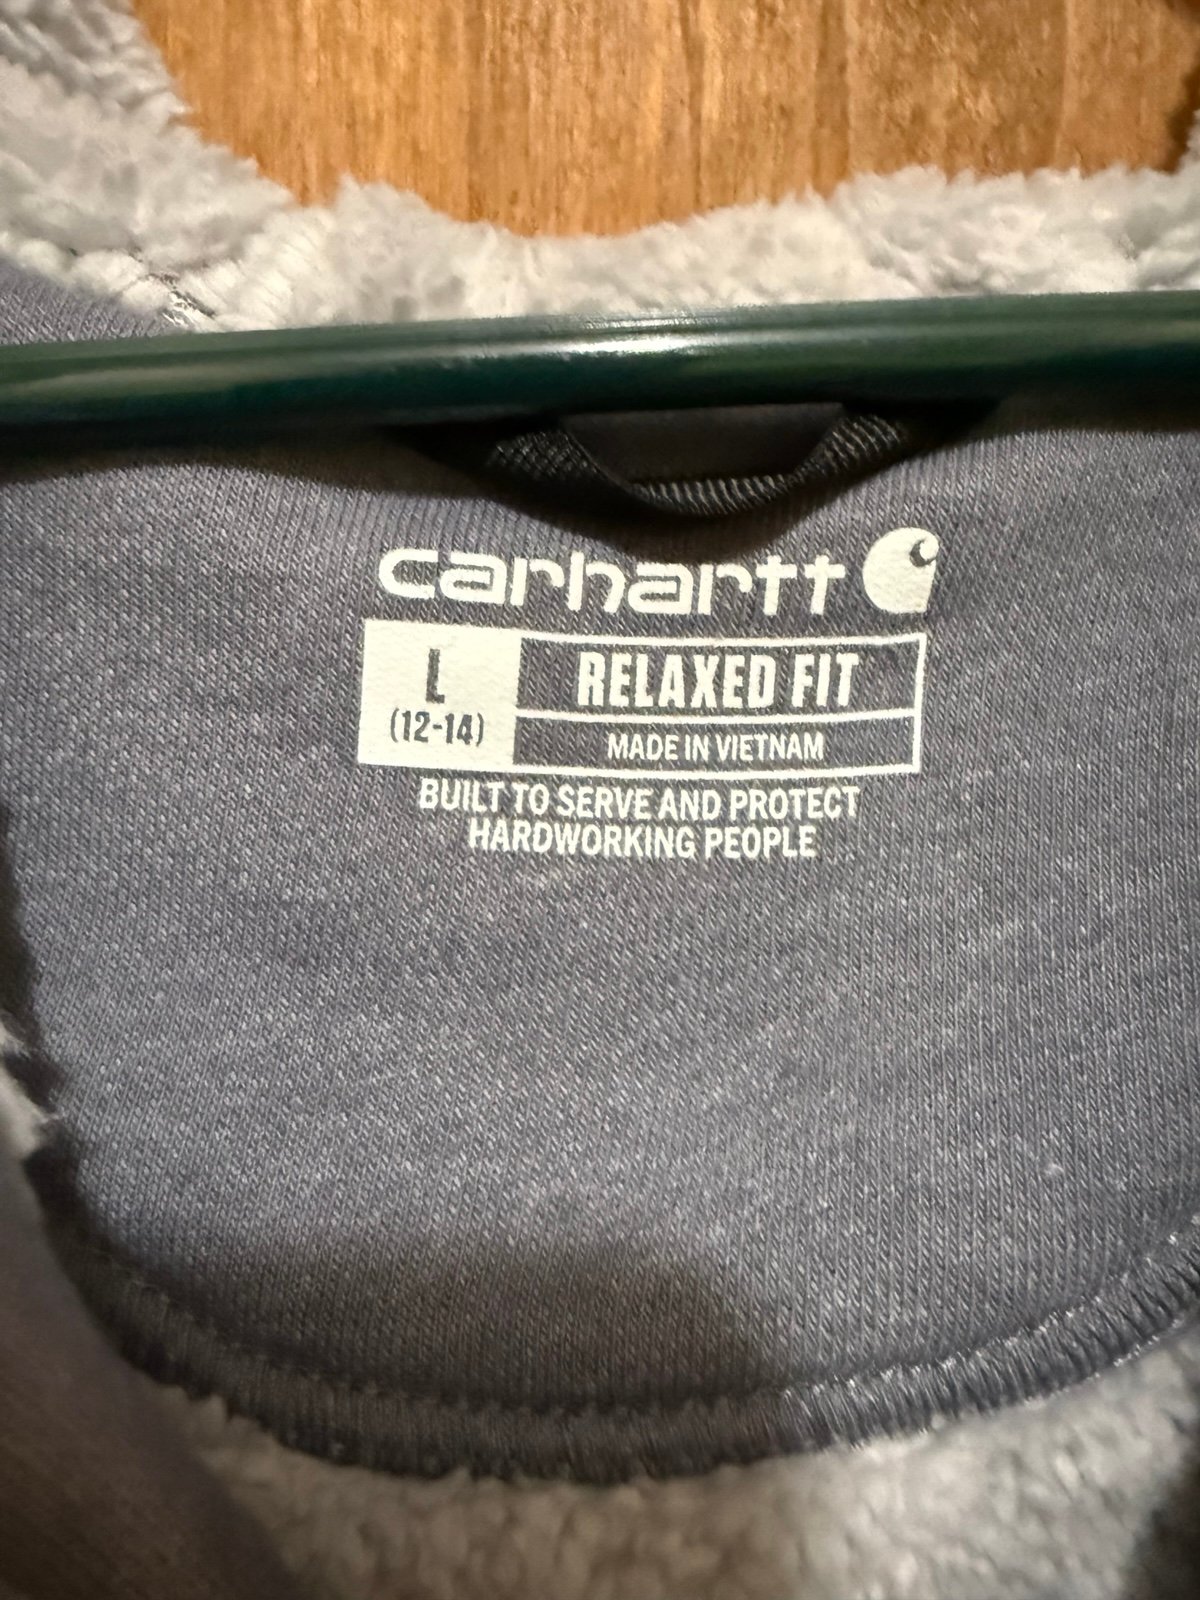 carhartt
L
(12-14)
RELAXED FIT
MADE IN VIETNAM
BUILT TO SERVE AND PROTECT
HARDWORKING PEOPLE